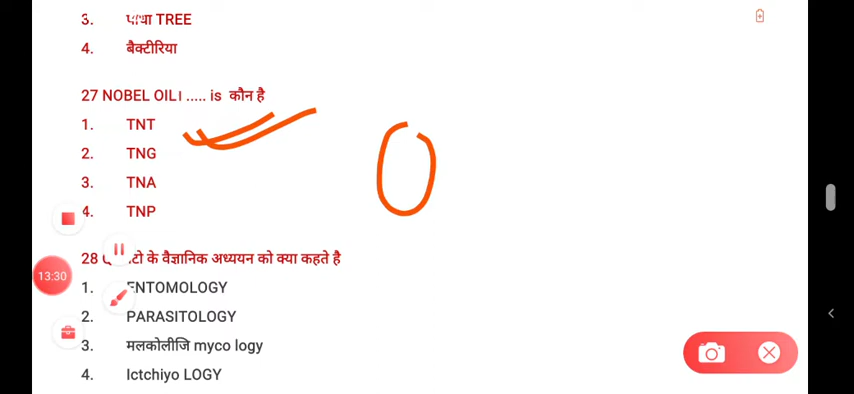 3. पौधा TREE
4. बैक्टीरिया
27 NOBEL OIL। ..... is कौन है
1. TNT
2. TNG
3. TNA
4. TNP
28 के वैज्ञानिक अध्ययन को क्या कहते है
1. ENTOMOLOGY
2. PARASITOLOGY
3. मलकोलीजि myco logy
4. Ictchiyo LOGY
13:30